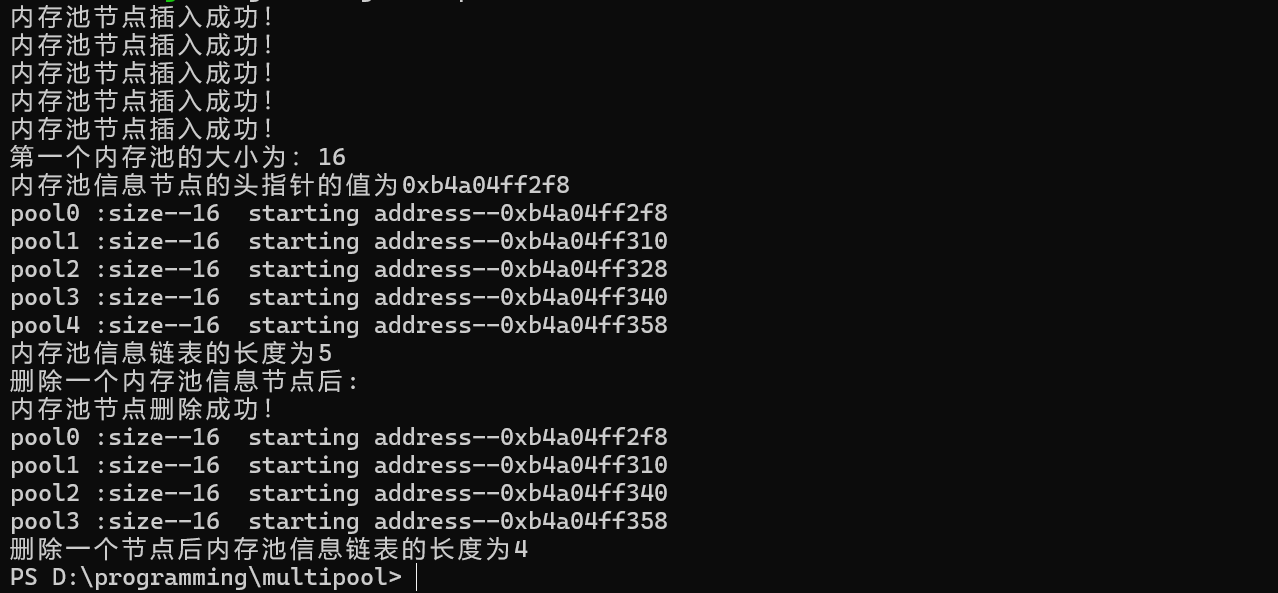 内存池节点插入成功!
内存池节点插入成功!
内存池节点插入成功!
内存池节点插入成功!
内存池节点插入成功!
第一个内存池的大小为: 16
内存池信息节点的头指针的值为0xb4a04ff2f8
pool0 :size--16  starting address--0xb4a04ff2f8
pool1 :size--16  starting address--0xb4a04ff310
pool2 :size--16  starting address--0xb4a04ff328
pool3 :size--16  starting address--0xb4a04ff340
pool4 :size--16  starting address--0xb4a04ff358
内存池信息链表的长度为5
删除一个内存池信息节点后:
内存池节点删除成功!
pool0 :size--16  starting address--0xb4a04ff2f8
pool1 :size--16  starting address--0xb4a04ff310
pool2 :size--16  starting address--0xb4a04ff340
pool3 :size--16  starting address--0xb4a04ff358
删除一个节点后内存池信息链表的长度为4
PS D:\programming\multipool>